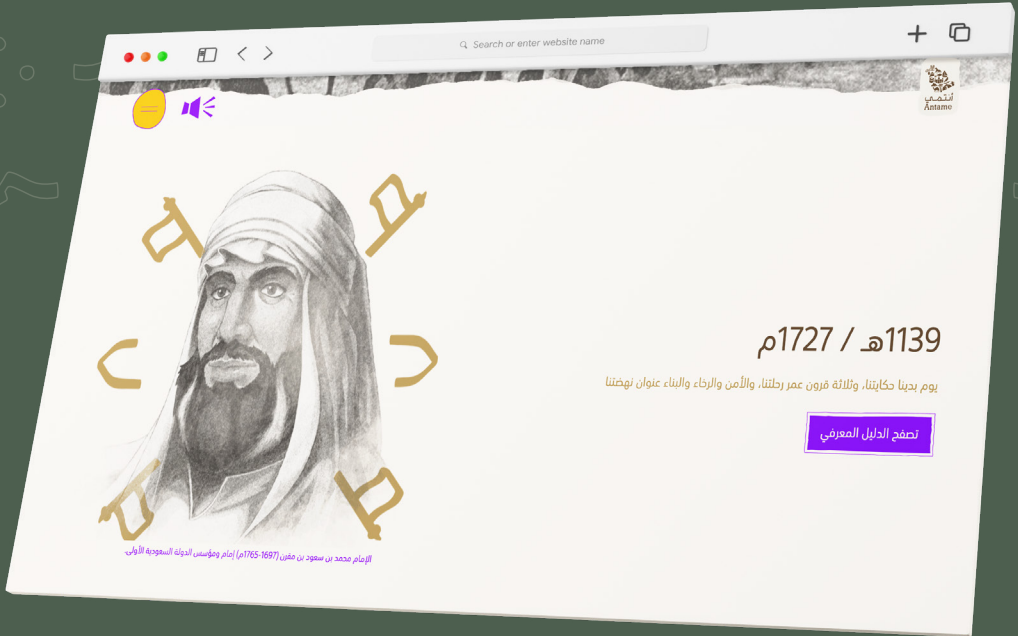 Search or enter website name
أنتمي
Antame
1139هـ / 1727م
يوم بدينا حكايتنا، وثلاثة قرون عمر رحلتنا، والأمن والرخاء والبناء عنوان نهضتنا
تصفح الدليل المعرفي
الإمام محمد بن سعود بن مقرن (1697-1765م) إمام ومؤسس الدولة السعودية الأولى.